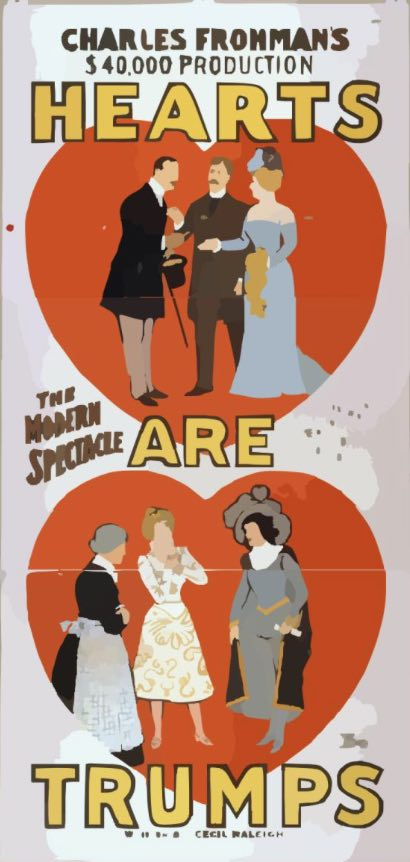 CHARLES FROHMAN'S
$40,000 PRODUCTION
HEARTS
THE
MODERN
SPECTACLE
ARE
TRUMPS
CECIL RALEIGH